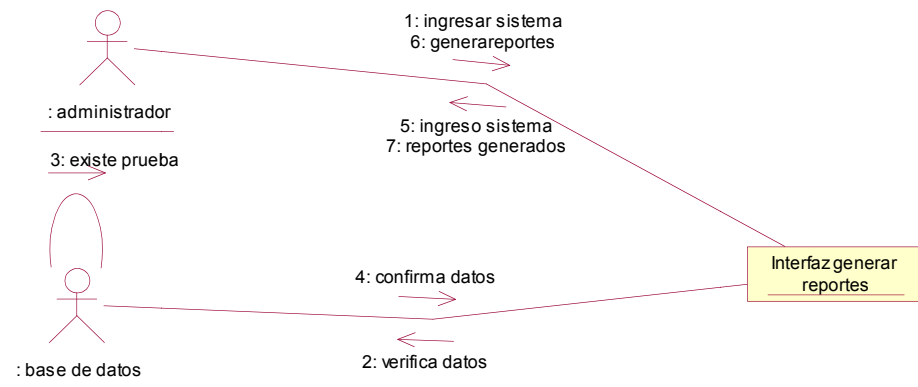 1: ingresar sistema
6: generareportes
: administrador
5: ingreso sistema
7: reportes generados
3: existe prueba
Interfaz generar
reportes
4: confirma datos
2: verifica datos
: base de datos